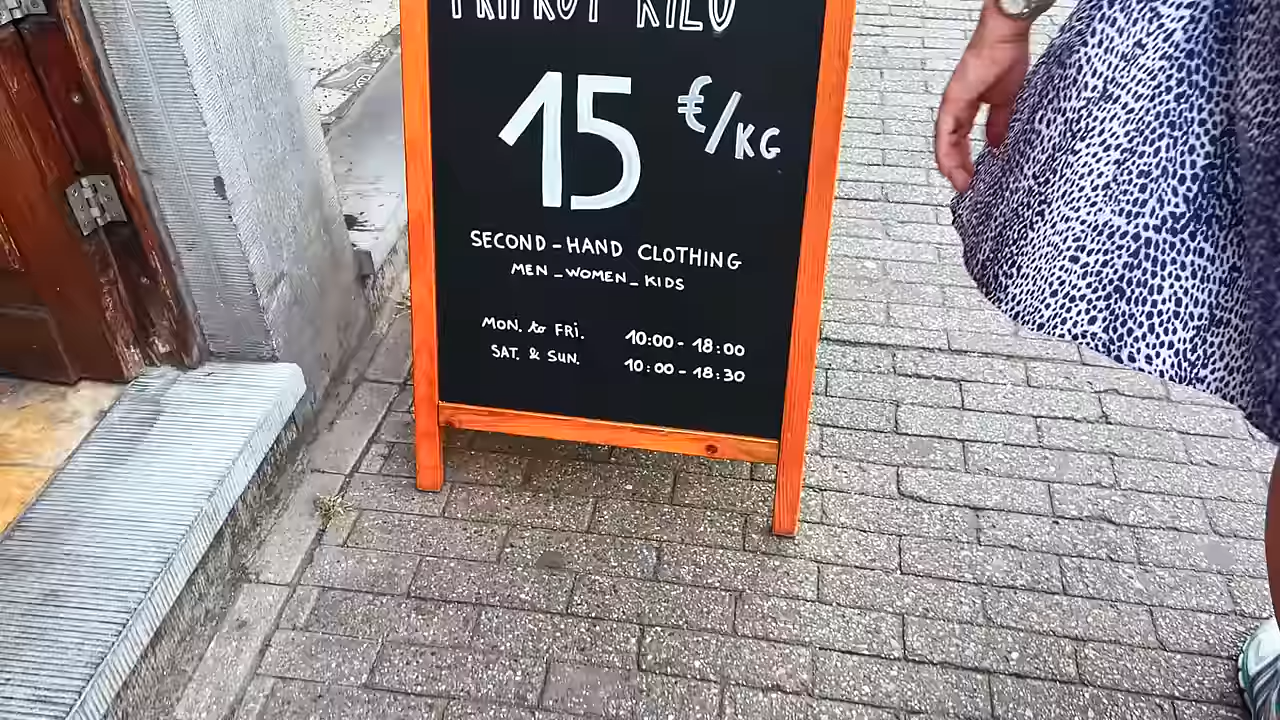 KILO
15 €/KG
SECOND-HAND CLOTHING
MEN_WOMEN_KIDS
MON. to FRi. 10:00-18:00
SAT. & SUN. 10:00-18:30